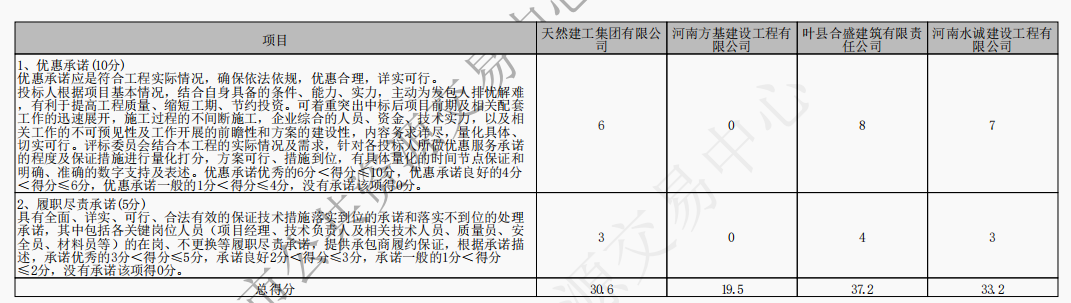 项目
天然建工集团有限公
司
河南方基建设工程有
限公司
叶县合盛建筑有限责
任公司
河南水诚建设工程有
限公司
1、优惠承诺(10分)
优惠承诺应是符合工程实际情况，确保依法依规，优惠合理，详实可行。
投标人根据项目基本情况，结合自身具备的条件、能力、实力，主动为发包人排忧解难
，有利于提高工程质量、缩短工期、节约投资。可着重突出中标后项目前期及相关配套
工作的迅速展开，施工过程的不间断施工，企业综合的人员、资金、技术实力，以及相
关工作的不可预见性及工作开展的前瞻性和方案的建设性，内容务求详尽，量化具体、
切实可行。评标委员会结合本工程的实际情况及需求，针对各投标人所做优惠服务承诺
的程度及保证措施进行量化打分，方案可行、措施到位，有具体量化的时间节点保证和
明确、准确的数字支持及表述。优惠承诺优秀的6分＜得分≤10分，优惠承诺良好的4分
＜得分≤6分，优惠承诺一般的1分＜得分≤4分，没有承诺该项得0分。
6
0
8
7
2、履职尽责承诺(5分)
具有全面、详实、可行、合法有效的保证技术措施落实到位的承诺和落实不到位的处理
承诺，其中包括各关键岗位人员（项目经理、技术负责人及相关技术人员、质量员、安
全员、材料员等）的在岗、不更换等履职尽责承诺，提供承包商履约保证，根据承诺描
述，承诺优秀的3分＜得分≤5分，承诺良好2分＜得分≤3分，承诺一般的1分＜得分
≤2分，没有承诺该项得0分。
3
0
4
3
总得分
30.6
19.5
37.2
33.2
源交易中心